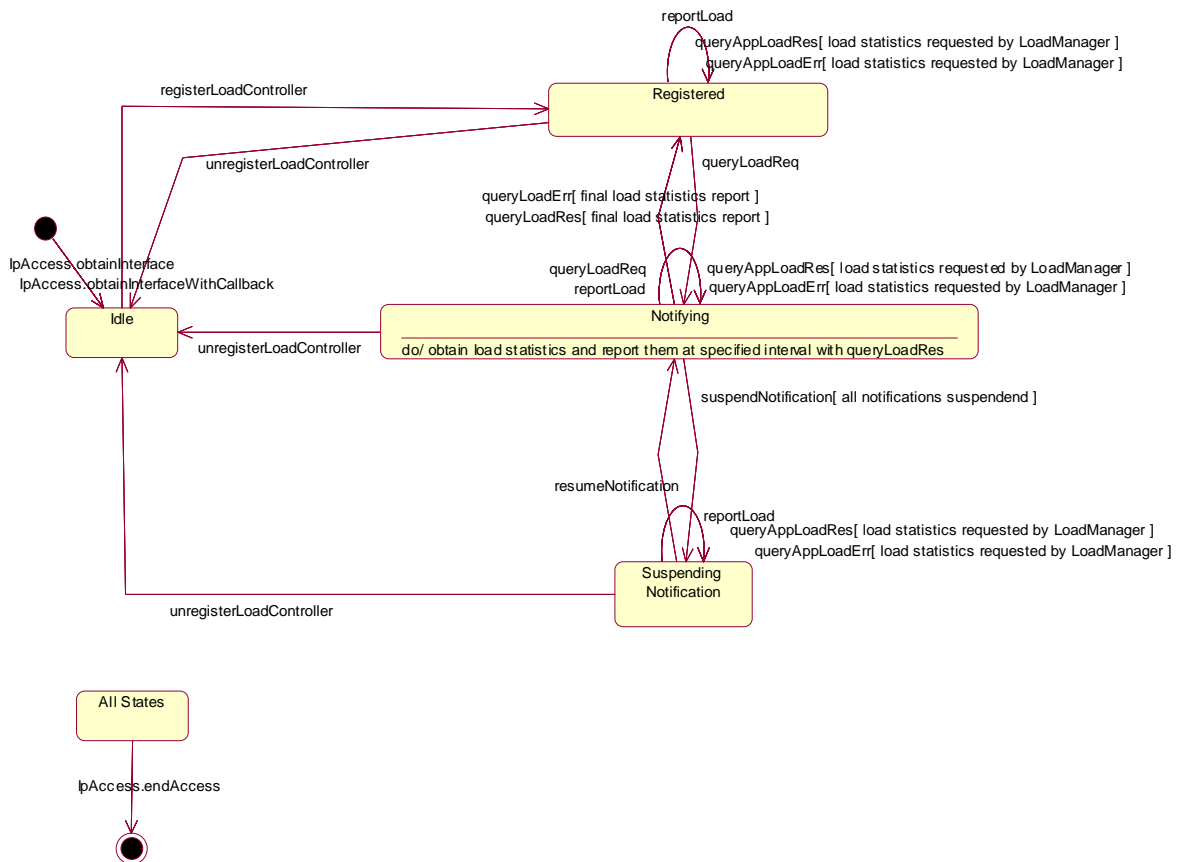 reportLoad
queryAppLoadRes[ load statistics requested by LoadManager ]
queryAppLoadErr[ load statistics requested by LoadManager ]
Registered
registerLoadController
unregisterLoadController
queryLoadReq
queryLoadErr[ final load statistics report ]
queryLoadRes[ final load statistics report ]
IpAccess.obtainInterface
IpAccess.obtainInterfaceWithCallback
queryLoadReq
reportLoad
queryAppLoadRes[ load statistics requested by LoadManager ]
queryAppLoadErr[ load statistics requested by LoadManager ]
Idle
Notifying
do/ obtain load statistics and report them at specified interval with queryLoadRes
unregisterLoadController
suspendNotification[ all notifications suspendend ]
resumeNotification
reportLoad
queryAppLoadRes[ load statistics requested by LoadManager ]
queryAppLoadErr[ load statistics requested by LoadManager ]
Suspending
Notification
unregisterLoadController
All States
IpAccess.endAccess